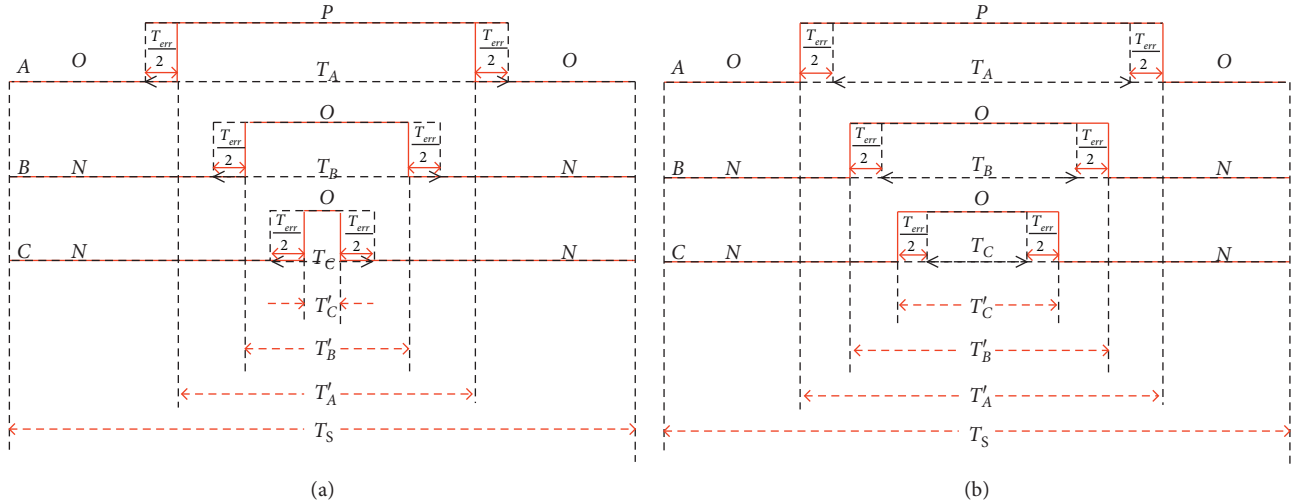 P
T_err/2 T_err/2
A O T_A O
O
T_err/2 T_err/2
B N T_B N
O
T_err/2 T_err/2
C N T_C N
T'_C
T'_B
T'_A
T_S
(a)
P
T_err/2 T_err/2
A O T_A O
O
T_err/2 T_err/2
B N T_B N
O
T_err/2 T_err/2
C N T_C N
T'_C
T'_B
T'_A
T_S
(b)